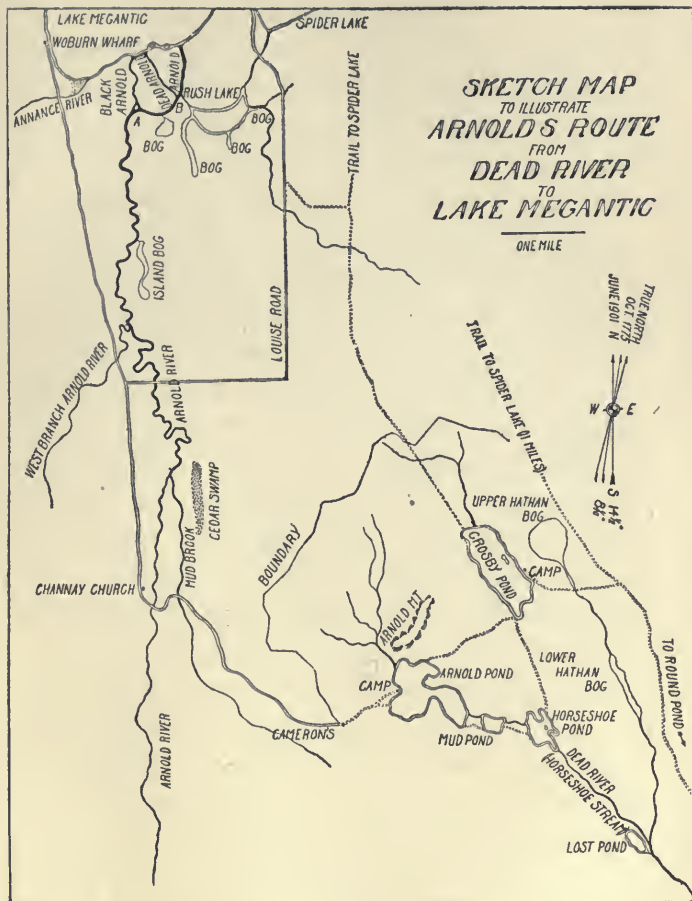 SKETCH MAP
TO ILLUSTRATE
ARNOLDS ROUTE
FROM
DEAD RIVER
TO
LAKE MEGANTIC
ONE MILE
LAKE MEGANTIC
WOBURN WHARF
SPIDER LAKE
ANNANCE RIVER
BLACK
ARNOLD
DEAD ARNOLD
ARNOLD
RUSH LAKE
A
B
BOG
BOG
BOG
BOG
TRAIL TO SPIDER LAKE
ISLAND BOG
LOUISE ROAD
TRUE NORTH
OCT. 1775
JUNE 1901 N
W
E
S
WEST BRANCH ARNOLD RIVER
ARNOLD RIVER
TRAIL TO SPIDER LAKE (11 MILES)
CEDAR SWAMP
MUD BROOK
BOUNDARY
UPPER HATHAN
BOG
CROSBY POND
CAMP
CHANNAY CHURCH
ARNOLD MT.
ARNOLD POND
CAMP
LOWER
HATHAN
BOG
TO ROUND POND
CAMERON'S
MUD POND
HORSESHOE
POND
ARNOLD RIVER
DEAD RIVER
(HORSESHOE STREAM)
LOST POND